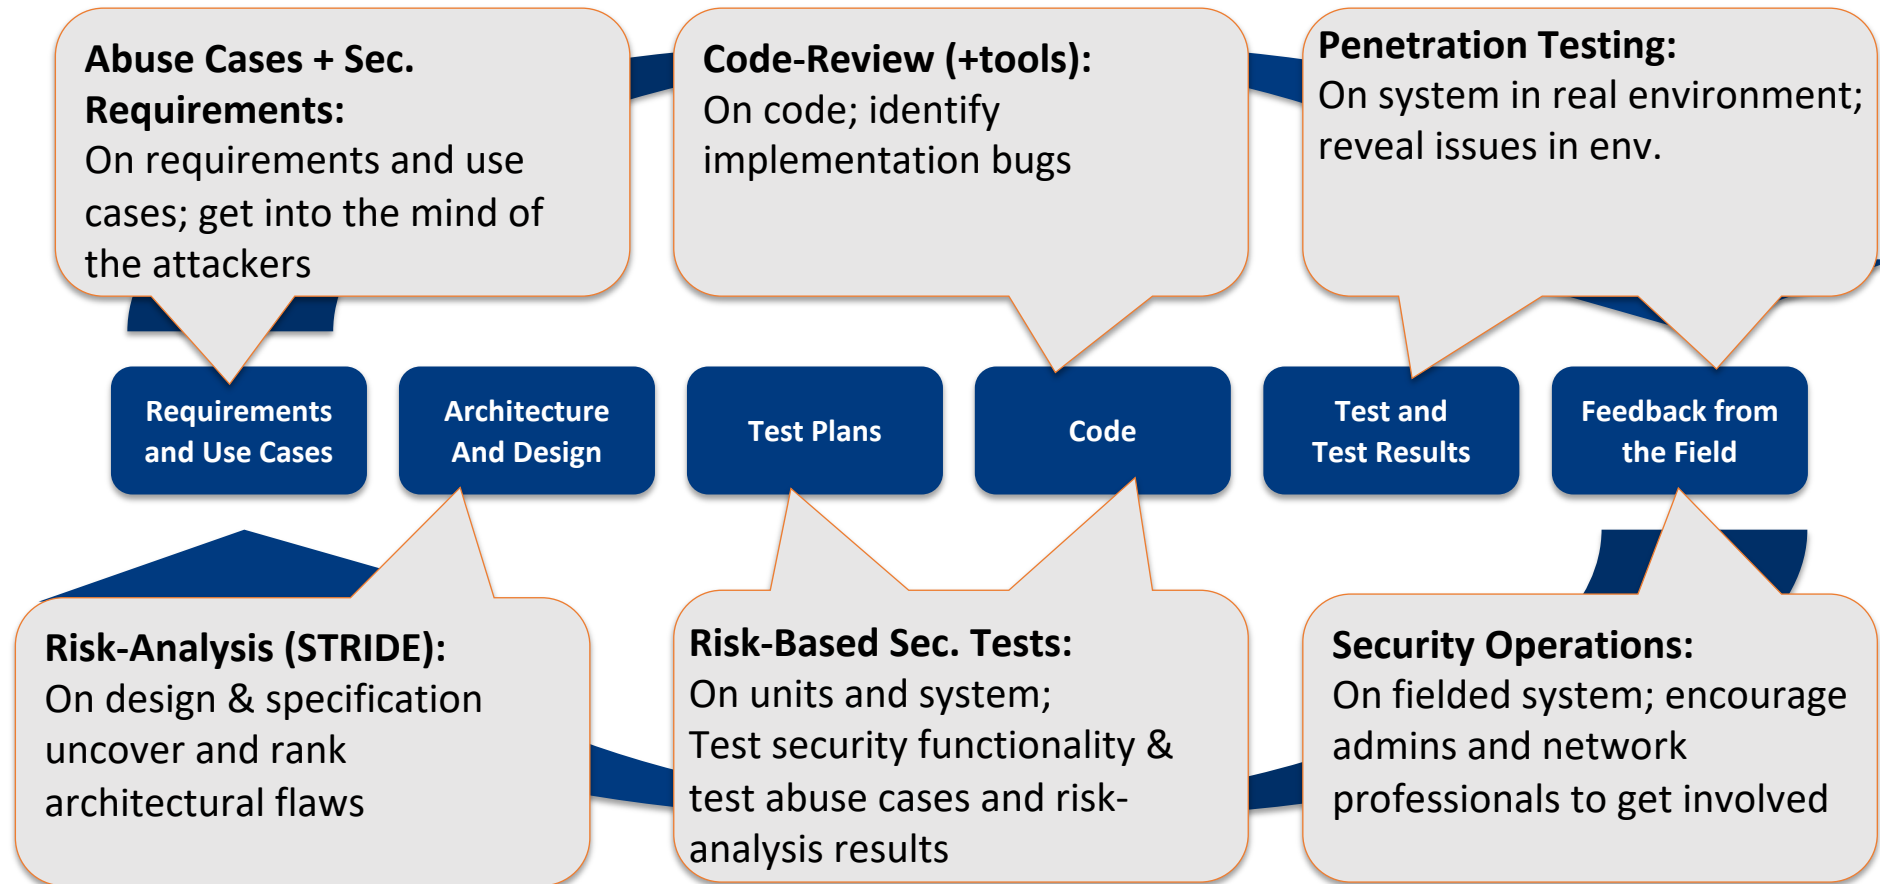 Abuse Cases + Sec.
Requirements:
On requirements and use
cases; get into the mind of
the attackers
Code-Review (+tools):
On code; identify
implementation bugs
Penetration Testing:
On system in real environment;
reveal issues in env.
Requirements
and Use Cases
Architecture
And Design
Test Plans
Code
Test and
Test Results
Feedback from
the Field
Risk-Analysis (STRIDE):
On design & specification
uncover and rank
architectural flaws
Risk-Based Sec. Tests:
On units and system;
Test security functionality &
test abuse cases and risk-
analysis results
Security Operations:
On fielded system; encourage
admins and network
professionals to get involved